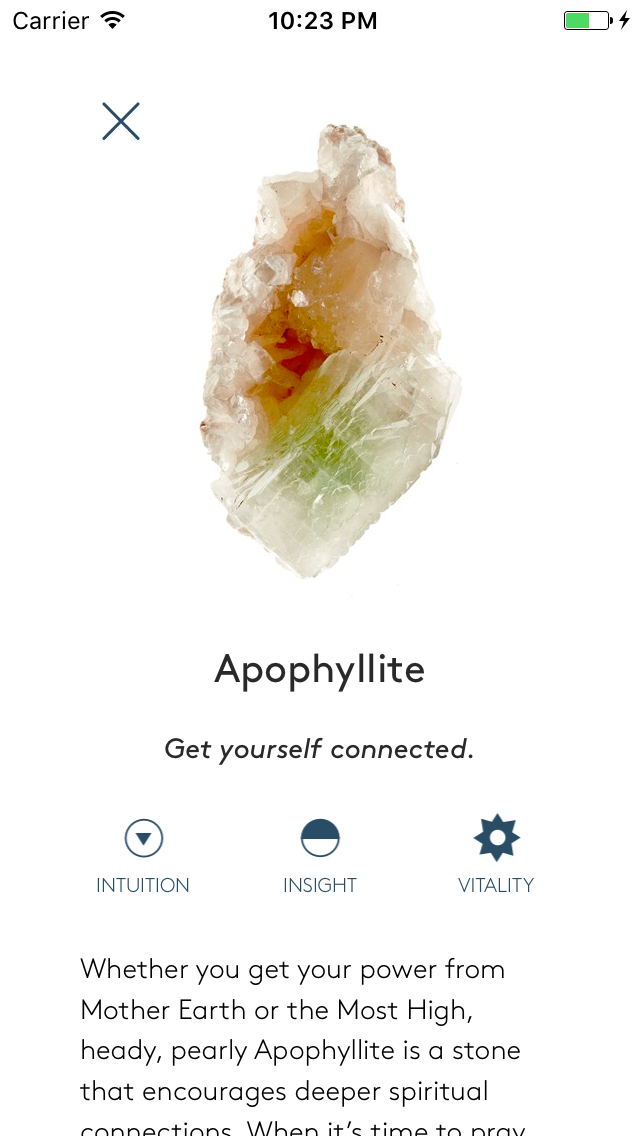 Carrier 10:23 PM
Apophyllite
Get yourself connected.
INTUITION INSIGHT VITALITY
Whether you get your power from
Mother Earth or the Most High,
heady, pearly Apophyllite is a stone
that encourages deeper spiritual
connections. When it's time to pray